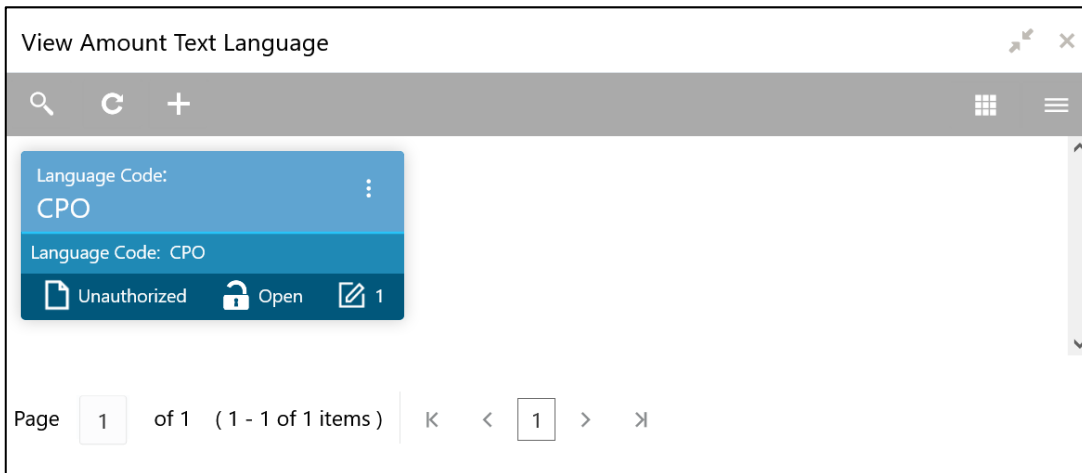 View Amount Text Language
Language Code:
CPO
Language Code: CPO
Unauthorized Open 1
Page 1 of 1 ( 1 - 1 of 1 items ) 1